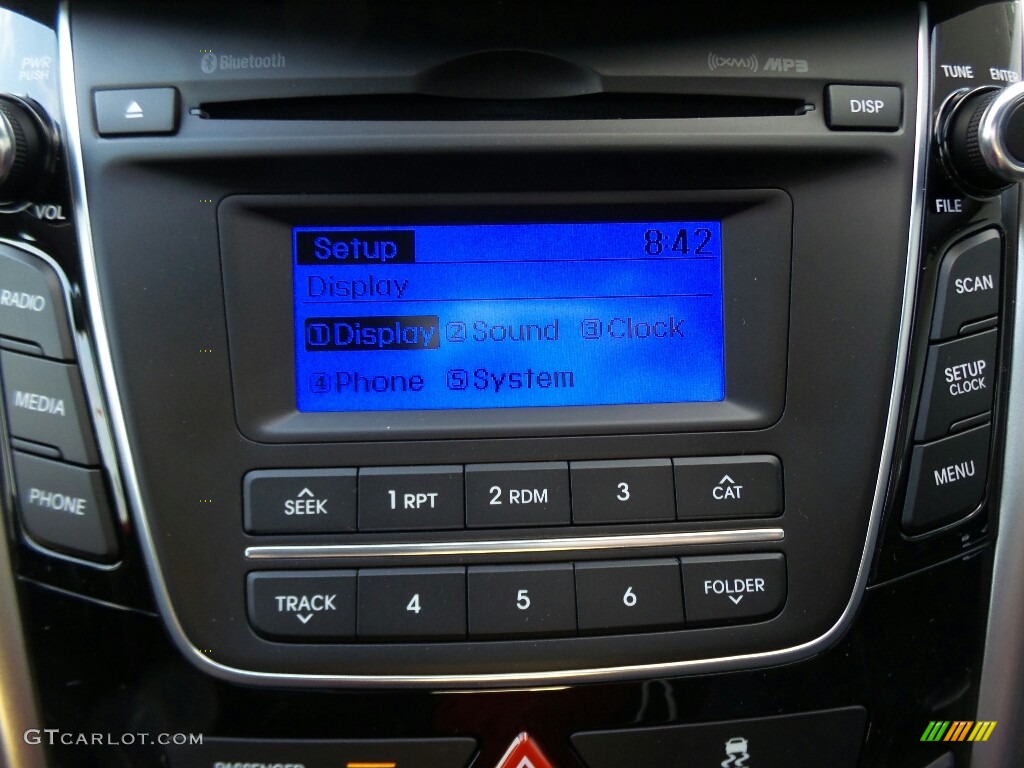 PWR
PUSH
Bluetooth
((XM)) MP3
TUNE
ENTER
DISP
VOL
FILE
Setup 8:42
Display
①Display ②Sound ③Clock
④Phone ⑤System
RADIO
MEDIA
PHONE
SCAN
SETUP
CLOCK
MENU
SEEK
1 RPT
2 RDM
3
CAT
TRACK
4
5
6
FOLDER
GTCARLOT.COM
PASSENGER